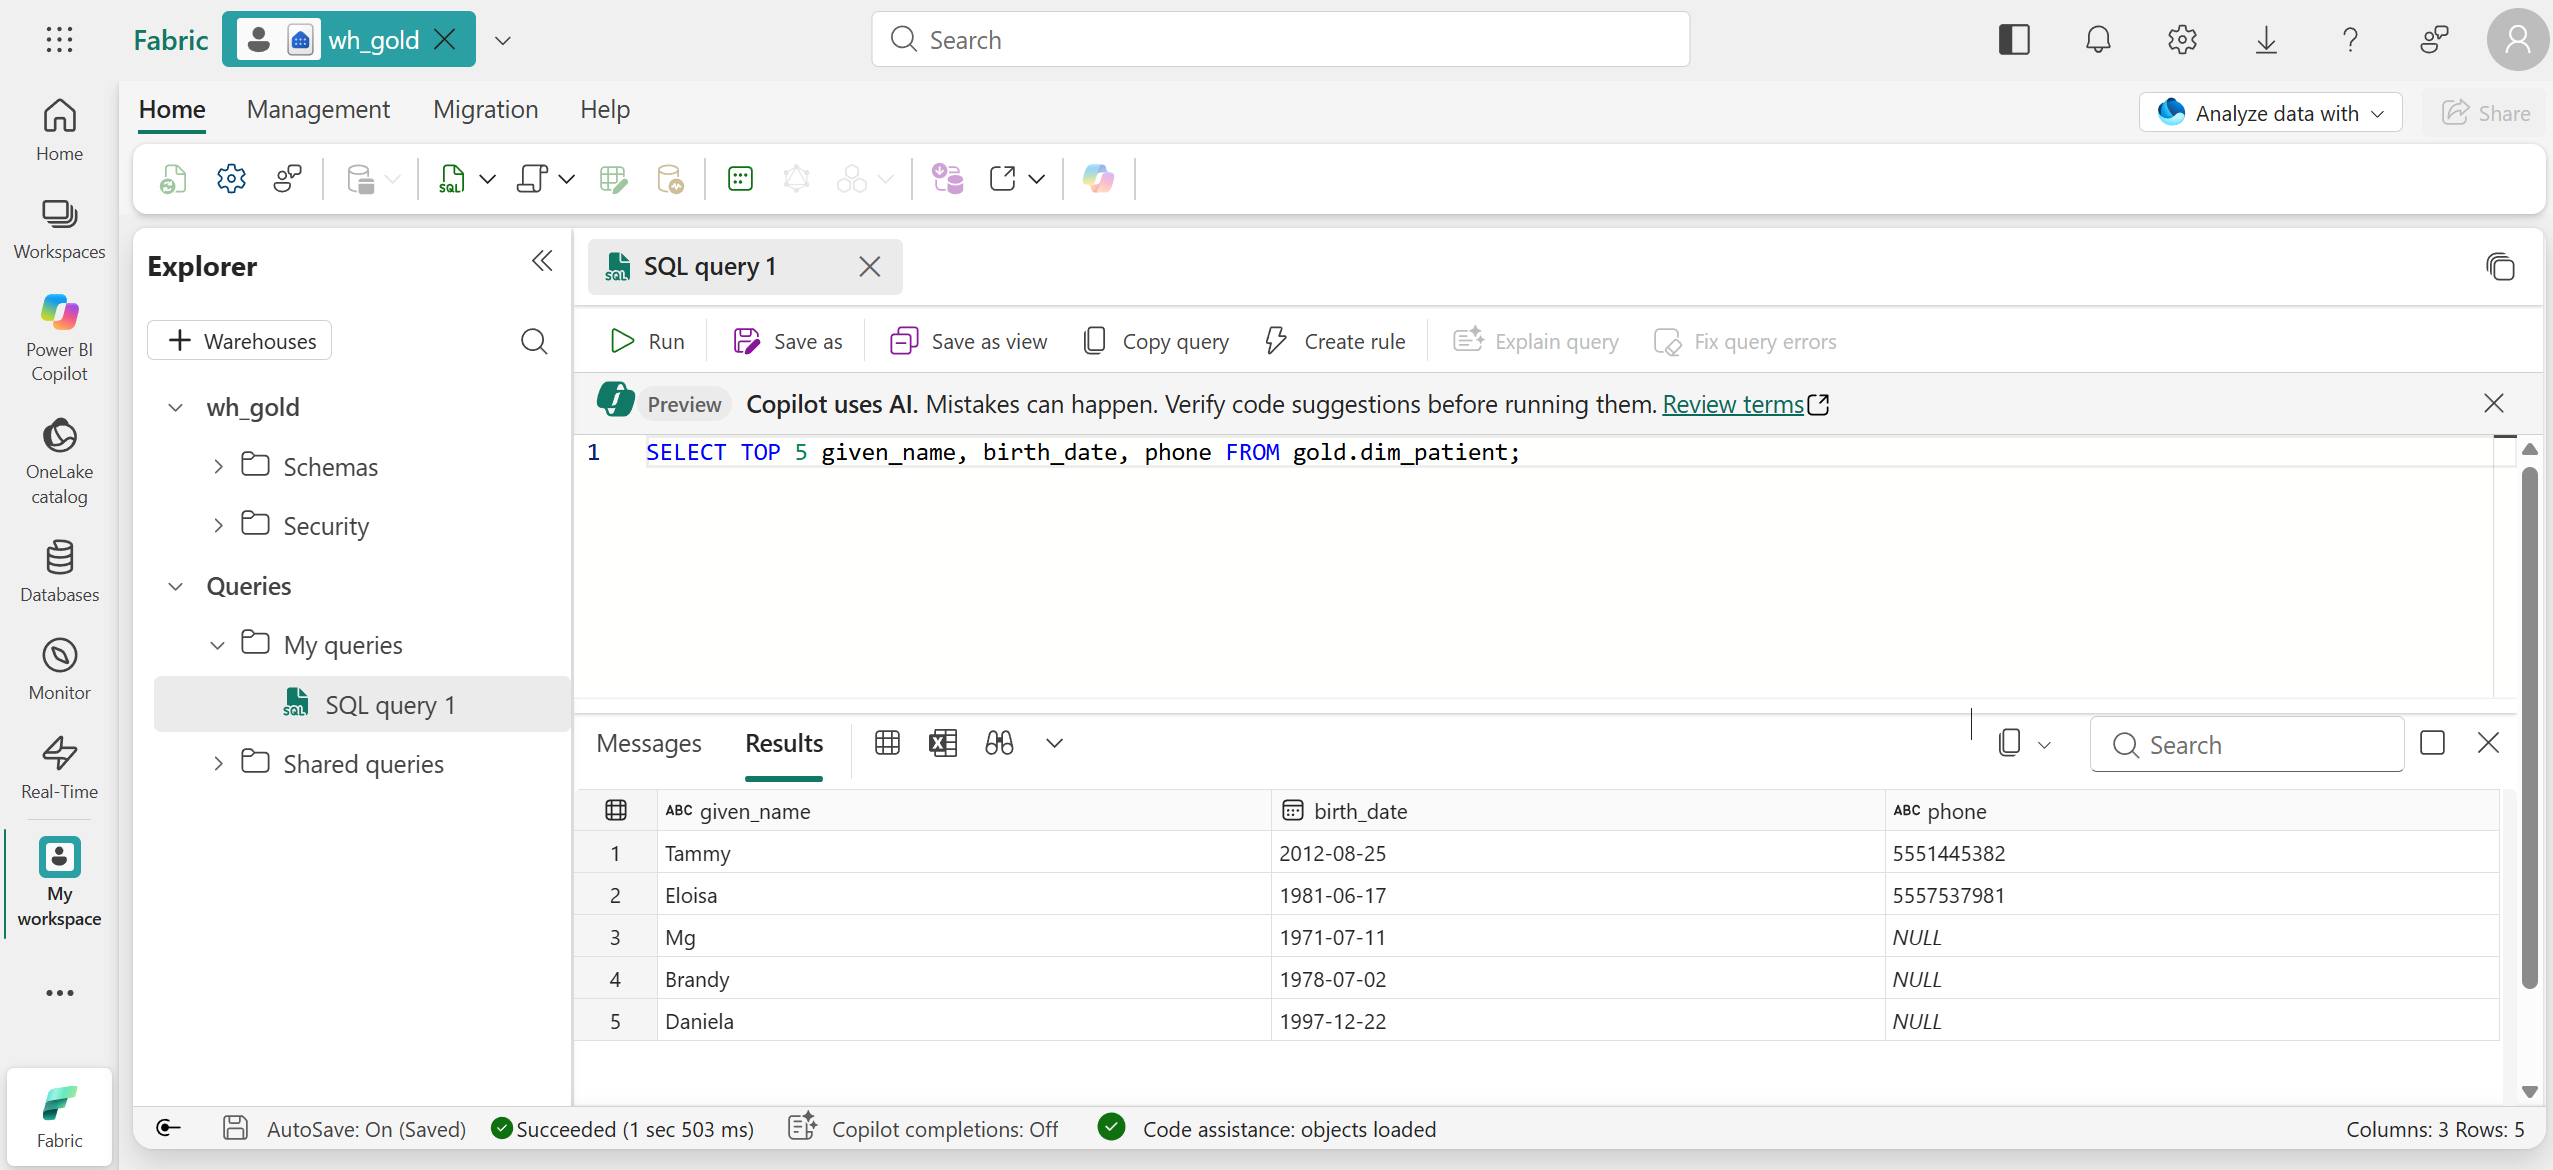 Fabric
wh_gold
Search
Home Management Migration Help
Analyze data with
Share
Home
Workspaces
Power BI
Copilot
OneLake
catalog
Databases
Monitor
Real-Time
My
workspace
Fabric
SQL
Explorer
Warehouses
wh_gold
Schemas
Security
Queries
My queries
SQL SQL query 1
Shared queries
SQL SQL query 1
Run Save as Save as view Copy query Create rule Explain query Fix query errors
Preview Copilot uses AI. Mistakes can happen. Verify code suggestions before running them. Review terms
1 SELECT TOP 5 given_name, birth_date, phone FROM gold.dim_patient;
Messages Results
Search
ABC given_name birth_date ABC phone
1 Tammy 2012-08-25 5551445382
2 Eloisa 1981-06-17 5557537981
3 Mg 1971-07-11 NULL
4 Brandy 1978-07-02 NULL
5 Daniela 1997-12-22 NULL
AutoSave: On (Saved) Succeeded (1 sec 503 ms) Copilot completions: Off Code assistance: objects loaded Columns: 3 Rows: 5